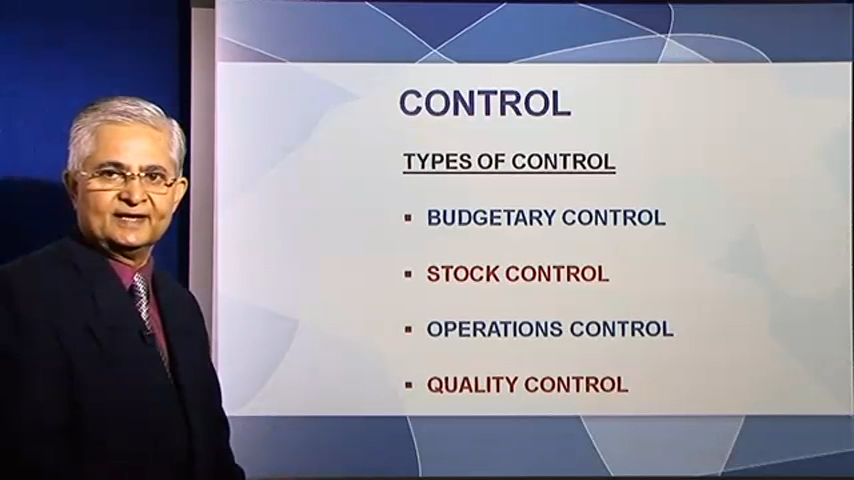 CONTROL
TYPES OF CONTROL
▪ BUDGETARY CONTROL
▪ STOCK CONTROL
▪ OPERATIONS CONTROL
▪ QUALITY CONTROL